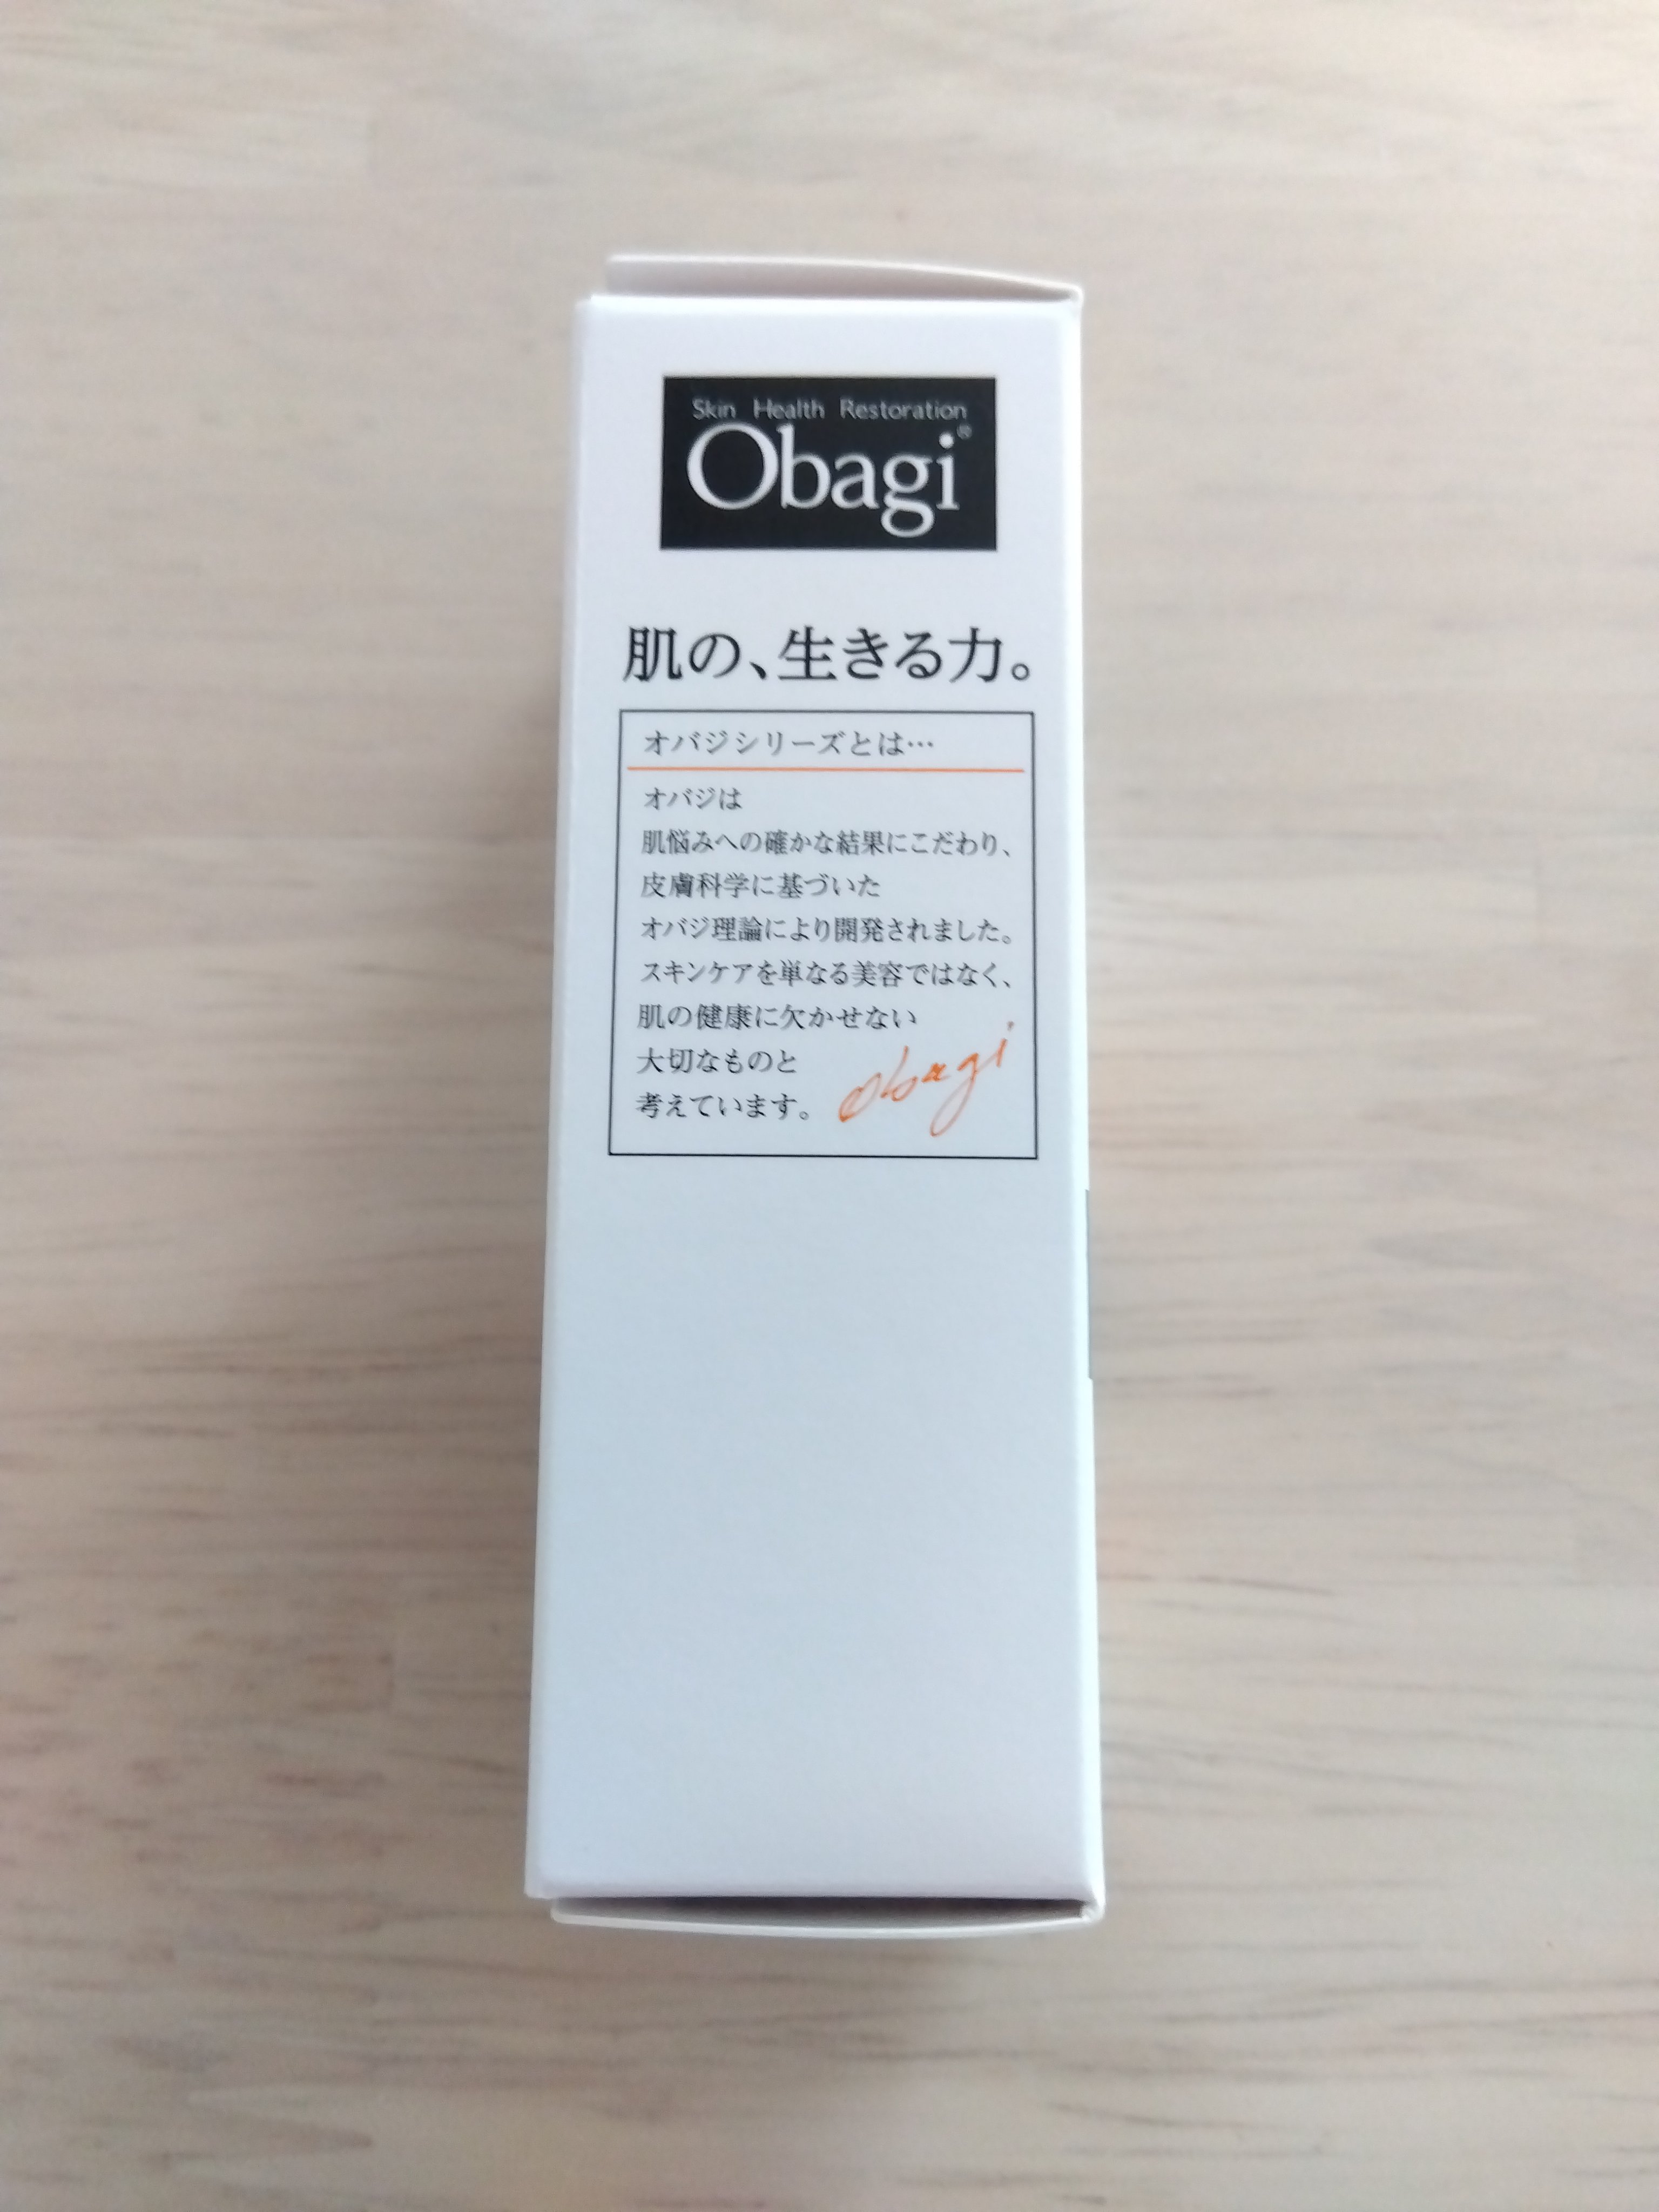 Skin Health Restoration
Obagi®
肌の、生きる力。
オバジシリーズとは…
オバジは
肌悩みへの確かな結果にこだわり、
皮膚科学に基づいた
オバジ理論により開発されました。
スキンケアを単なる美容ではなく、
肌の健康に欠かせない
大切なものと
考えています。
Obagi